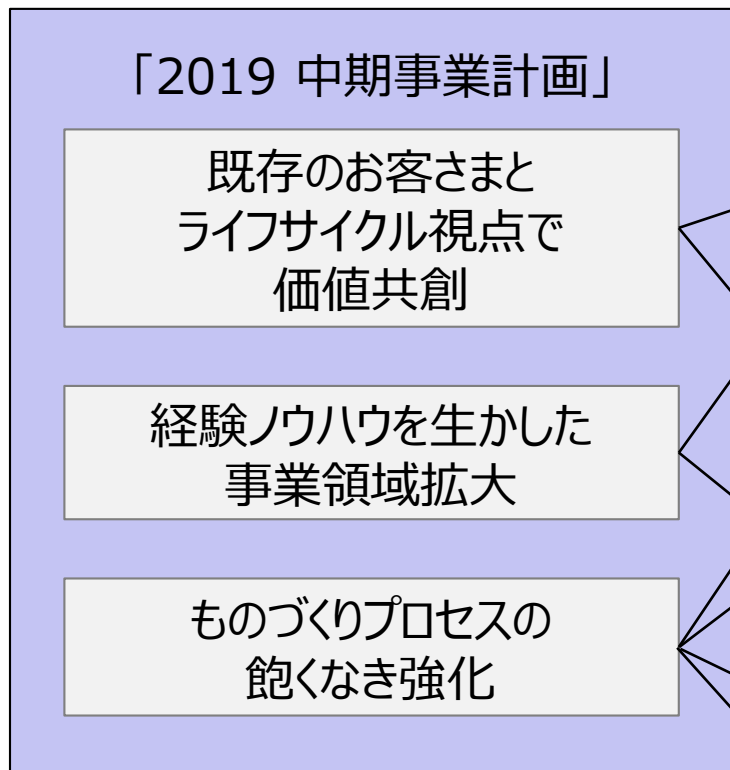 「2019 中期事業計画」
既存のお客さまと
ライフサイクル視点で
価値共創
経験ノウハウを生かした
事業領域拡大
ものづくりプロセスの
飽くなき強化